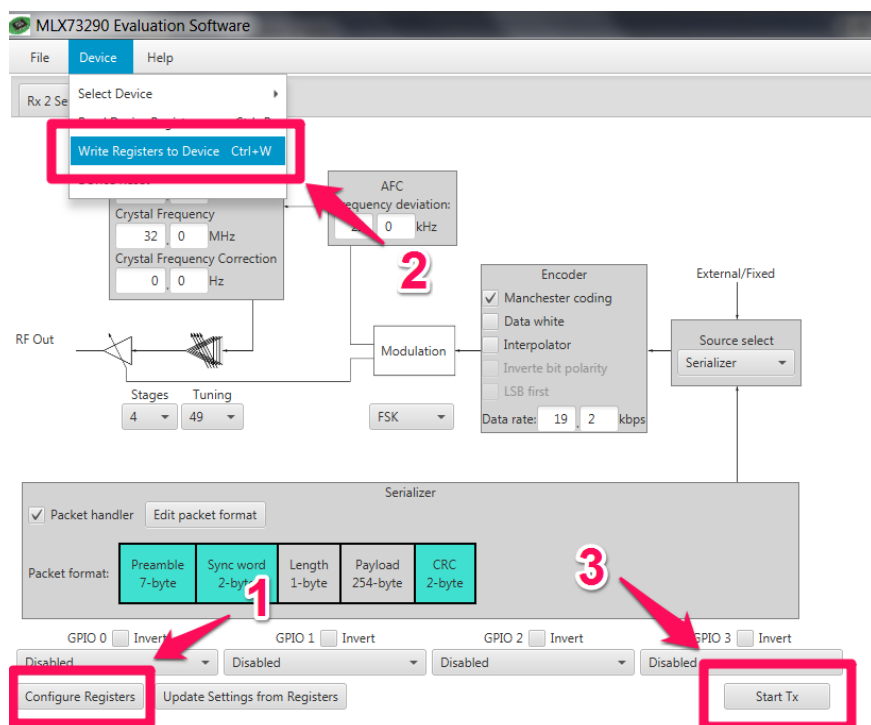 MLX73290 Evaluation Software
File Device Help
Rx 2 Se
Select Device
Write Registers to Device Ctrl+W
AFC
equency deviation:
0 kHz
Crystal Frequency
32 . 0 MHz
Crystal Frequency Correction
0 . 0 Hz
2
Encoder
Manchester coding
Data white
Interpolator
Inverte bit polarity
LSB first
Data rate: 19 . 2 kbps
External/Fixed
Source select
Serializer
RF Out
Modulation
Stages Tuning
4 49
FSK
Serializer
Packet handler Edit packet format
Packet format:
Preamble
7-byte
Sync word
2-byte
Length
1-byte
Payload
254-byte
CRC
2-byte
1
3
GPIO 0 Invert GPIO 1 Invert GPIO 2 Invert GPIO 3 Invert
Disabled Disabled Disabled Disabled
Configure Registers Update Settings from Registers Start Tx